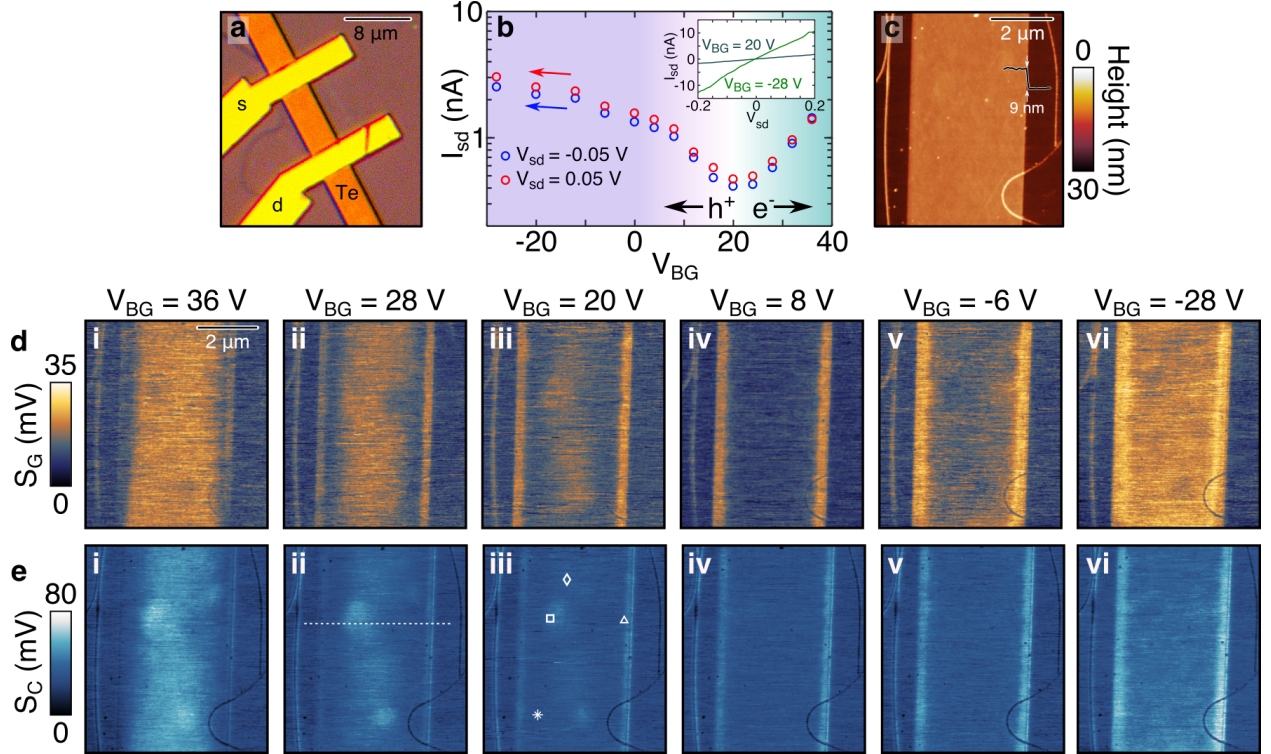 a
8 µm
s
d
Te
b
10
1
I_sd (nA)
V_sd = -0.05 V
V_sd = 0.05 V
h⁺ e⁻
-20 0 20 40
V_BG
I_sd (nA)
10
0
-10
V_BG = 20 V
V_BG = -28 V
-0.2 0 0.2
V_sd
c
2 µm
9 nm
0
30
Height (nm)
V_BG = 36 V V_BG = 28 V V_BG = 20 V V_BG = 8 V V_BG = -6 V V_BG = -28 V
d
i ii iii iv v vi
2 µm
35
0
S_G (mV)
e
i ii iii iv v vi
80
0
S_C (mV)